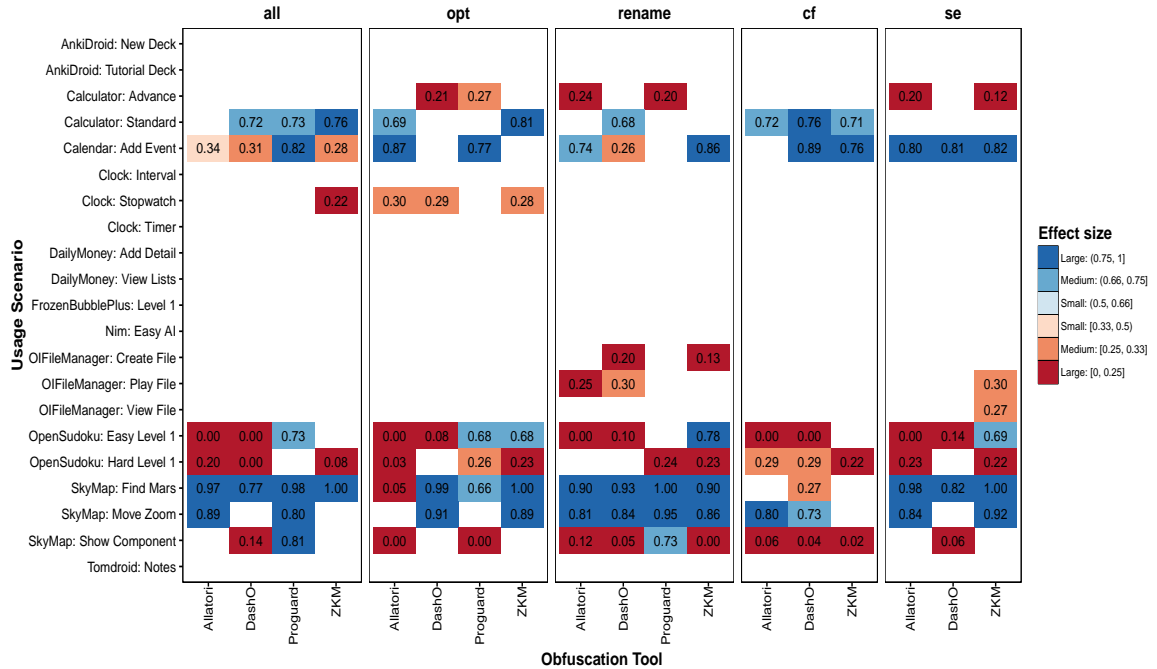 all opt rename cf se
AnkiDroid: New Deck
AnkiDroid: Tutorial Deck
Calculator: Advance 0.21 0.27 0.24 0.20 0.20 0.12
Calculator: Standard 0.72 0.73 0.76 0.69 0.81 0.68 0.72 0.76 0.71
Calendar: Add Event 0.34 0.31 0.82 0.28 0.87 0.77 0.74 0.26 0.86 0.89 0.76 0.80 0.81 0.82
Clock: Interval
Clock: Stopwatch 0.22 0.30 0.29 0.28
Clock: Timer
DailyMoney: Add Detail
DailyMoney: View Lists
FrozenBubblePlus: Level 1
Nim: Easy AI
OIFileManager: Create File 0.20 0.13
OIFileManager: Play File 0.25 0.30 0.30
OIFileManager: View File 0.27
OpenSudoku: Easy Level 1 0.00 0.00 0.73 0.00 0.08 0.68 0.68 0.00 0.10 0.78 0.00 0.00 0.00 0.14 0.69
OpenSudoku: Hard Level 1 0.20 0.00 0.08 0.03 0.26 0.23 0.24 0.23 0.29 0.29 0.22 0.23 0.22
SkyMap: Find Mars 0.97 0.77 0.98 1.00 0.05 0.99 0.66 1.00 0.90 0.93 1.00 0.90 0.27 0.98 0.82 1.00
SkyMap: Move Zoom 0.89 0.80 0.91 0.89 0.81 0.84 0.95 0.86 0.80 0.73 0.84 0.92
SkyMap: Show Component 0.14 0.81 0.00 0.00 0.12 0.05 0.73 0.00 0.06 0.04 0.02 0.06
Tomdroid: Notes
Usage Scenario
Allatori DashO Proguard ZKM Allatori DashO Proguard ZKM Allatori DashO Proguard ZKM Allatori DashO ZKM Allatori DashO ZKM
Obfuscation Tool
Effect size
Large: (0.75, 1]
Medium: (0.66, 0.75]
Small: (0.5, 0.66]
Small: [0.33, 0.5)
Medium: [0.25, 0.33)
Large: [0, 0.25]